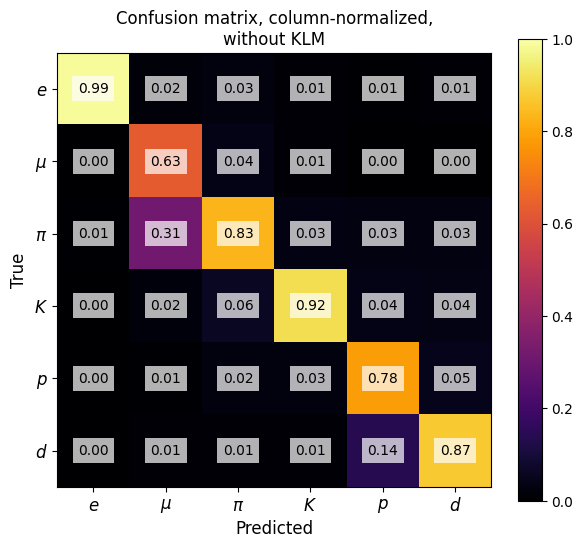 Confusion matrix, column-normalized,
without KLM
True
e 0.99 0.02 0.03 0.01 0.01 0.01
μ 0.00 0.63 0.04 0.01 0.00 0.00
π 0.01 0.31 0.83 0.03 0.03 0.03
K 0.00 0.02 0.06 0.92 0.04 0.04
p 0.00 0.01 0.02 0.03 0.78 0.05
d 0.00 0.01 0.01 0.01 0.14 0.87
e μ π K p d
Predicted
1.0
0.8
0.6
0.4
0.2
0.0